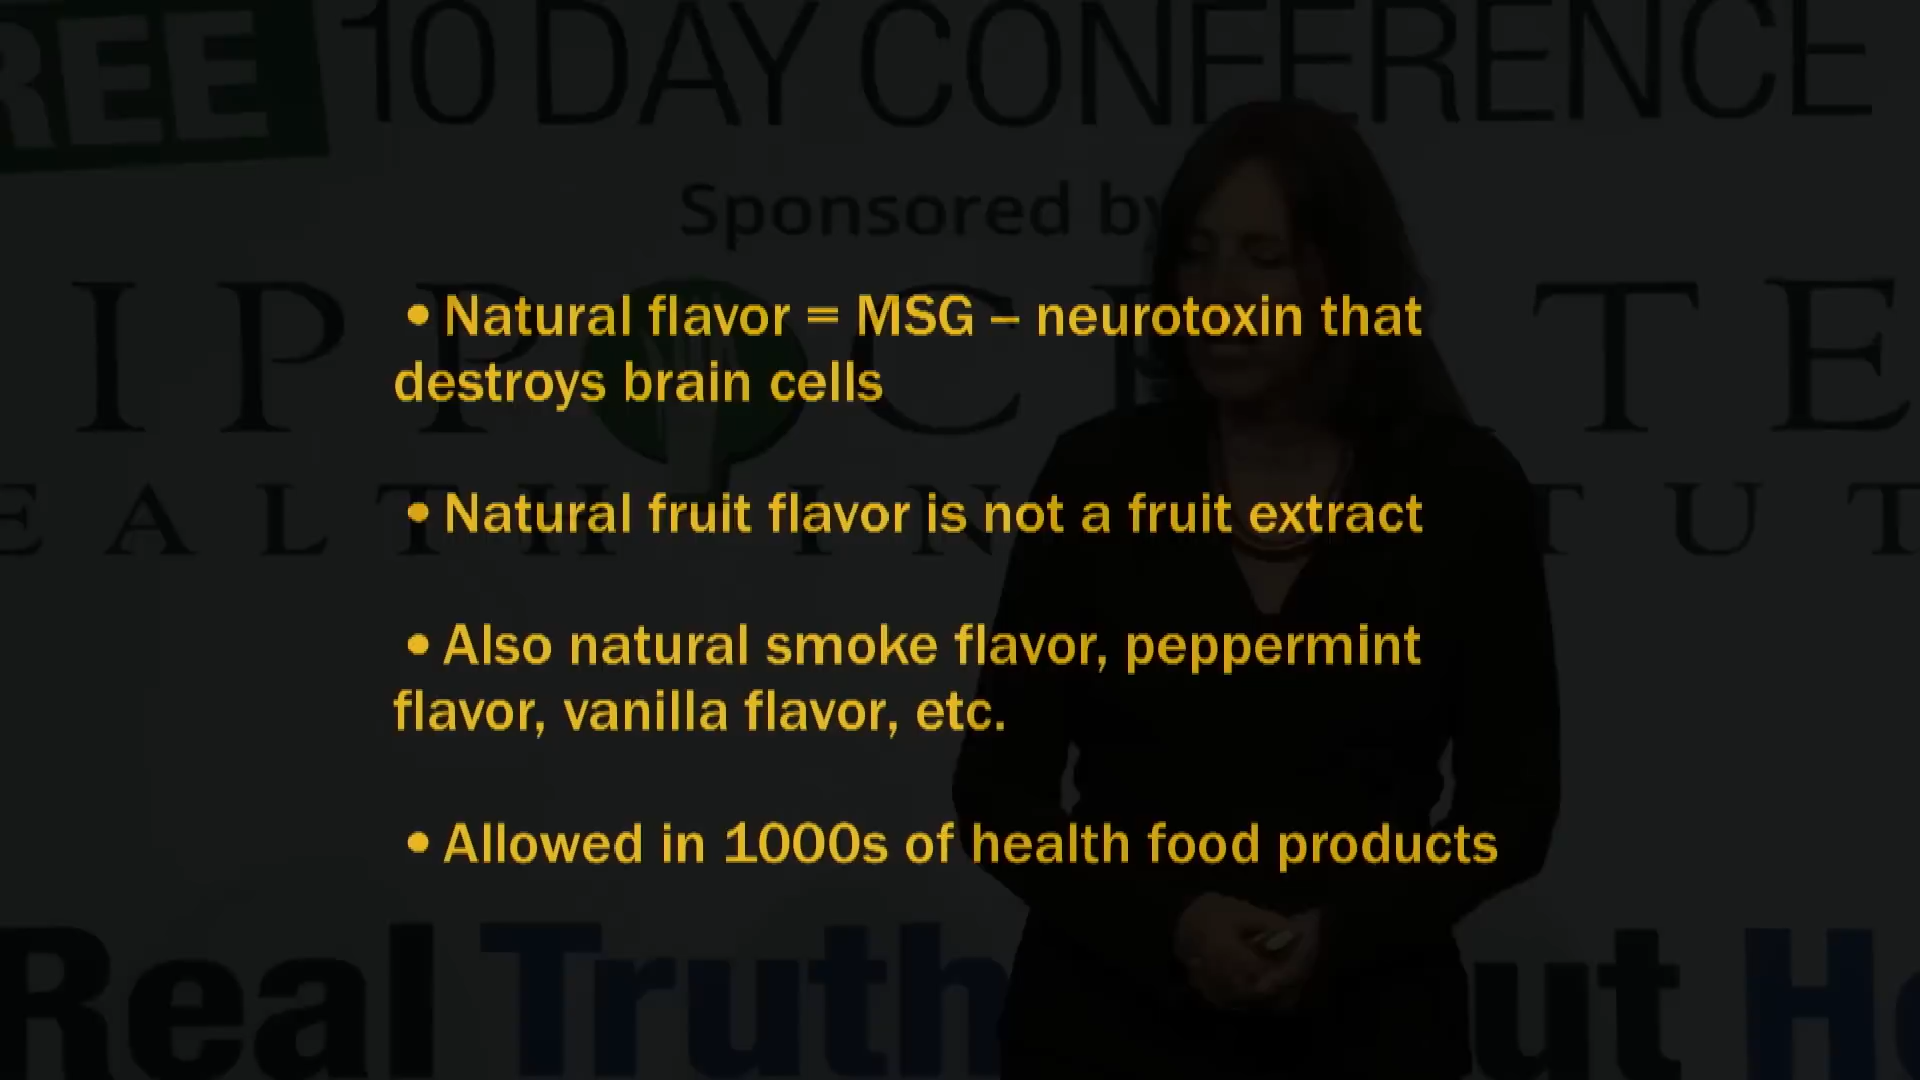 REE 10 DAY CONFERENCE
Sponsored by
• Natural flavor = MSG – neurotoxin that
destroys brain cells
• Natural fruit flavor is not a fruit extract
• Also natural smoke flavor, peppermint
flavor, vanilla flavor, etc.
• Allowed in 1000s of health food products
Real Truth